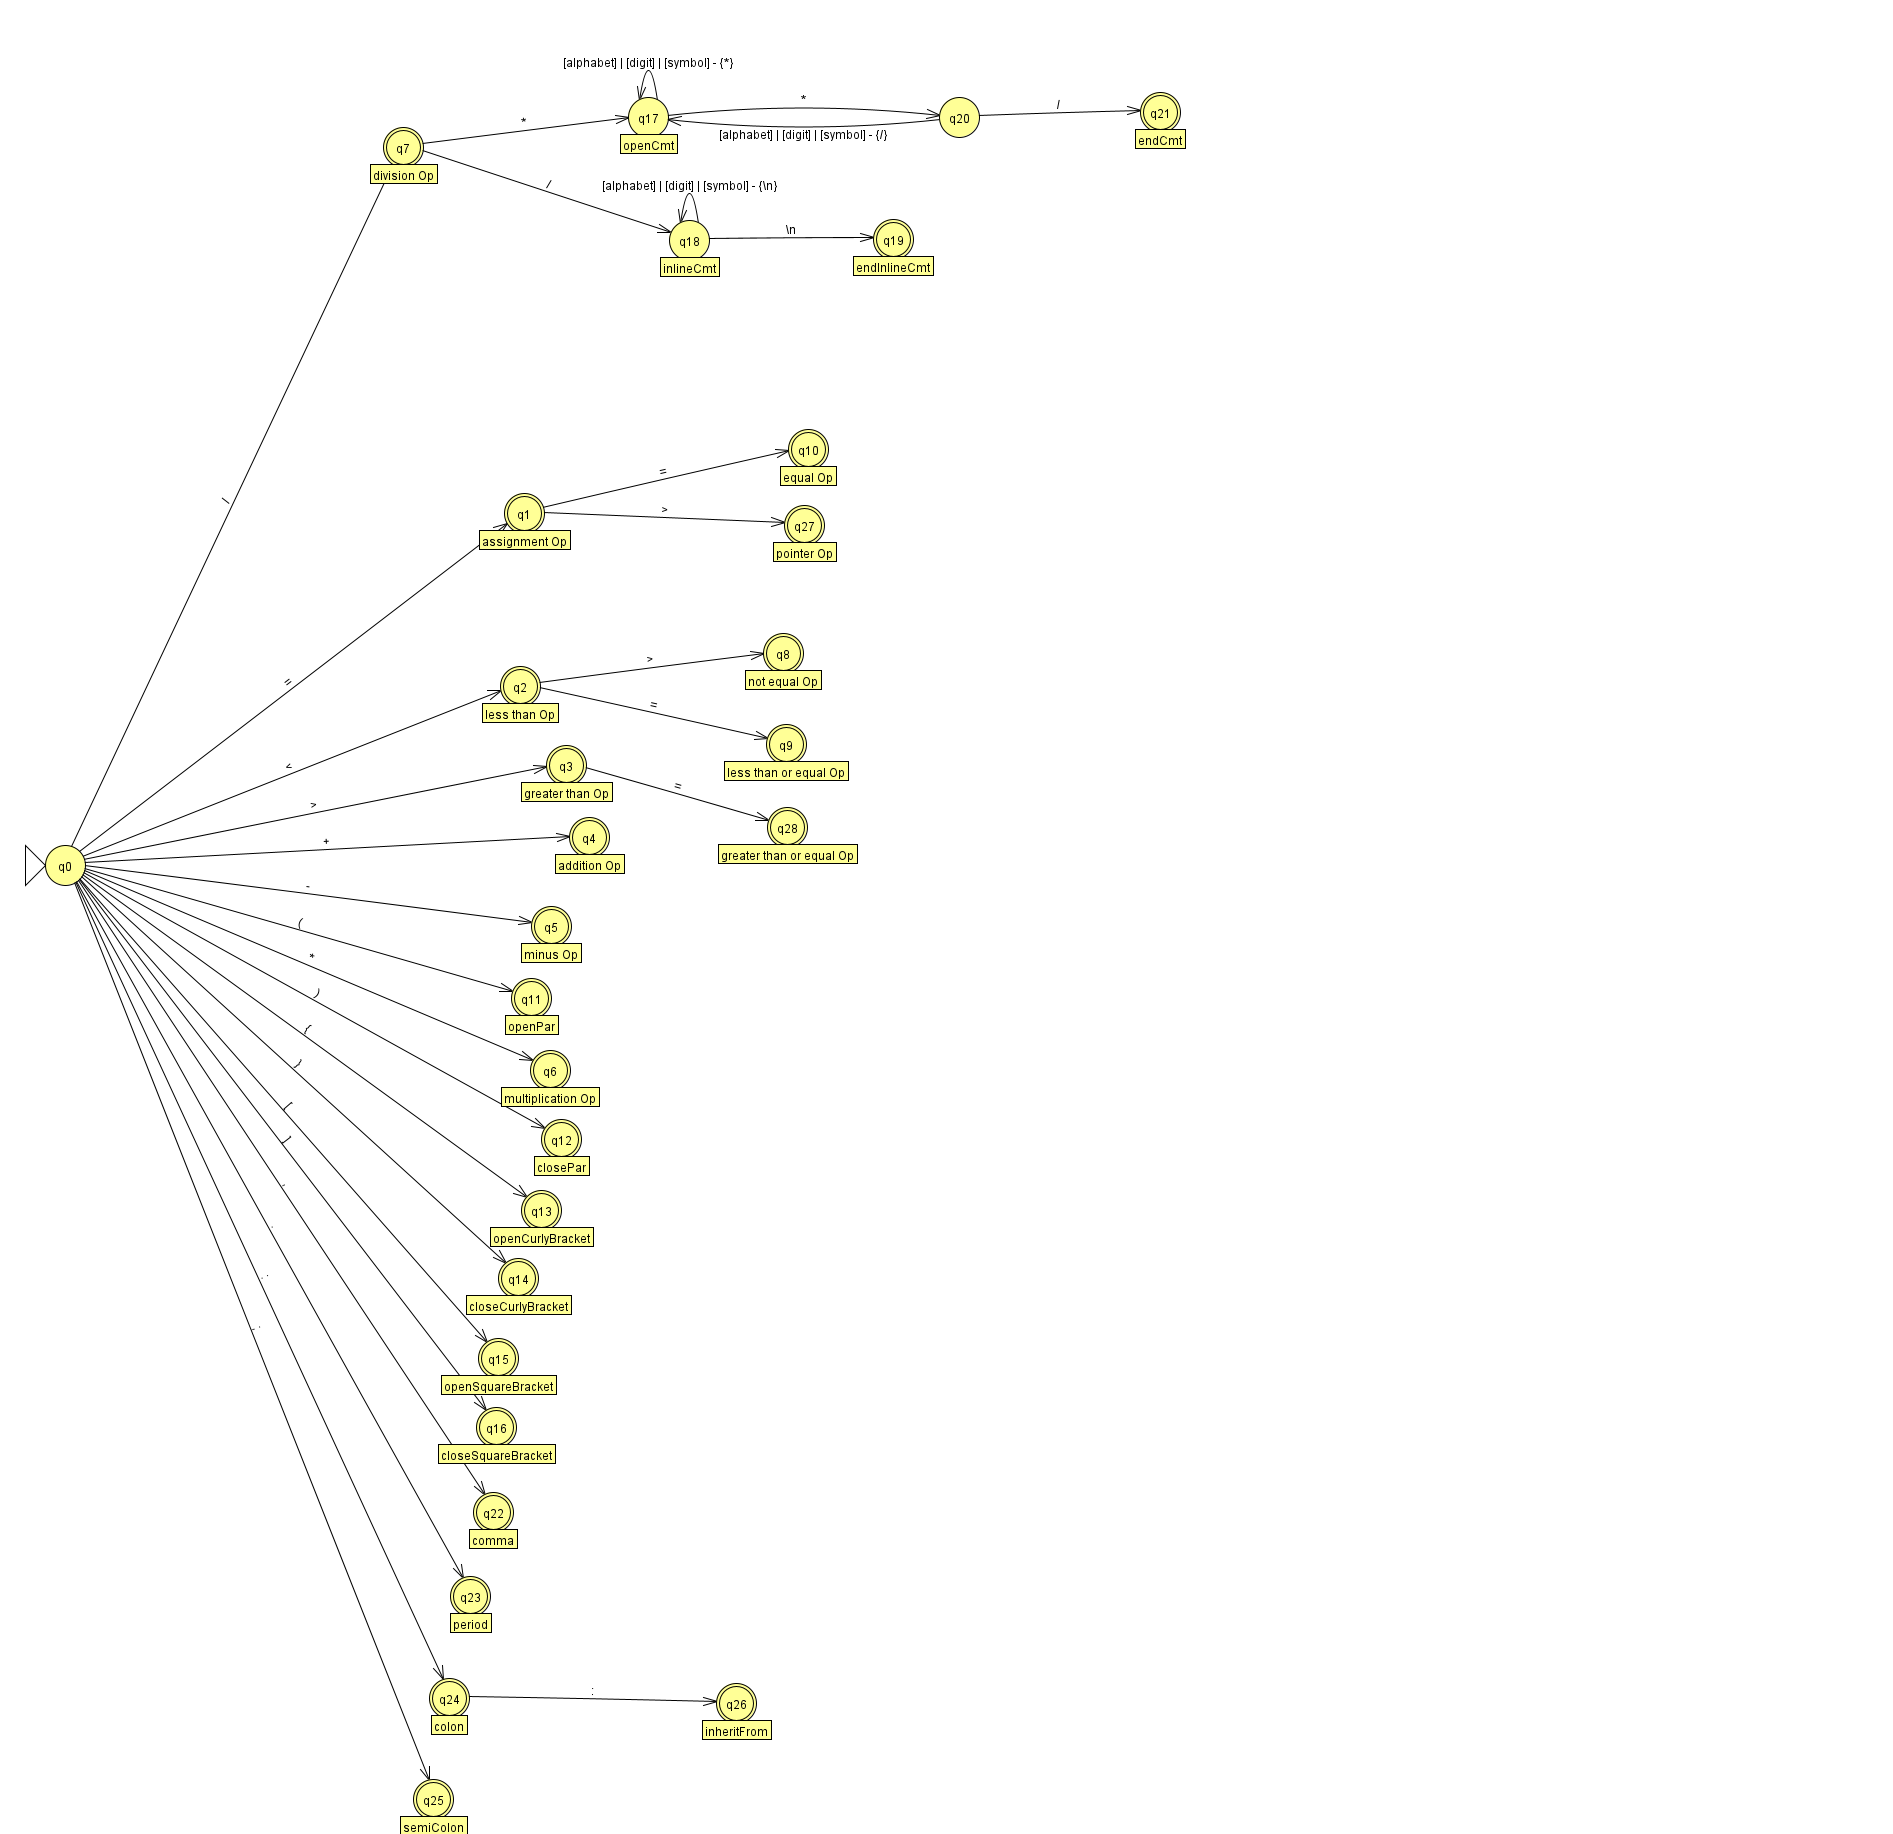 [alphabet] | [digit] | [symbol] - {*}
*
/
*
q17
q20
q21
q7
[alphabet] | [digit] | [symbol] - {/}
openCmt
endCmt
division Op
/
[alphabet] | [digit] | [symbol] - {\n}
\n
q18
q19
inlineCmt
endInlineCmt
q10
=
equal Op
/
>
q1
q27
assignment Op
pointer Op
>
q8
=
not equal Op
q2
=
less than Op
q9
<
q3
less than or equal Op
=
greater than Op
>
q28
+
q4
greater than or equal Op
q0
addition Op
-
(
q5
*
minus Op
)
q11
{
openPar
}
q6
[
multiplication Op
]
q12
closePar
,
q13
.
openCurlyBracket
:
q14
closeCurlyBracket
;
q15
openSquareBracket
q16
closeSquareBracket
q22
comma
q23
period
:
q24
q26
colon
inheritFrom
q25
semiColon